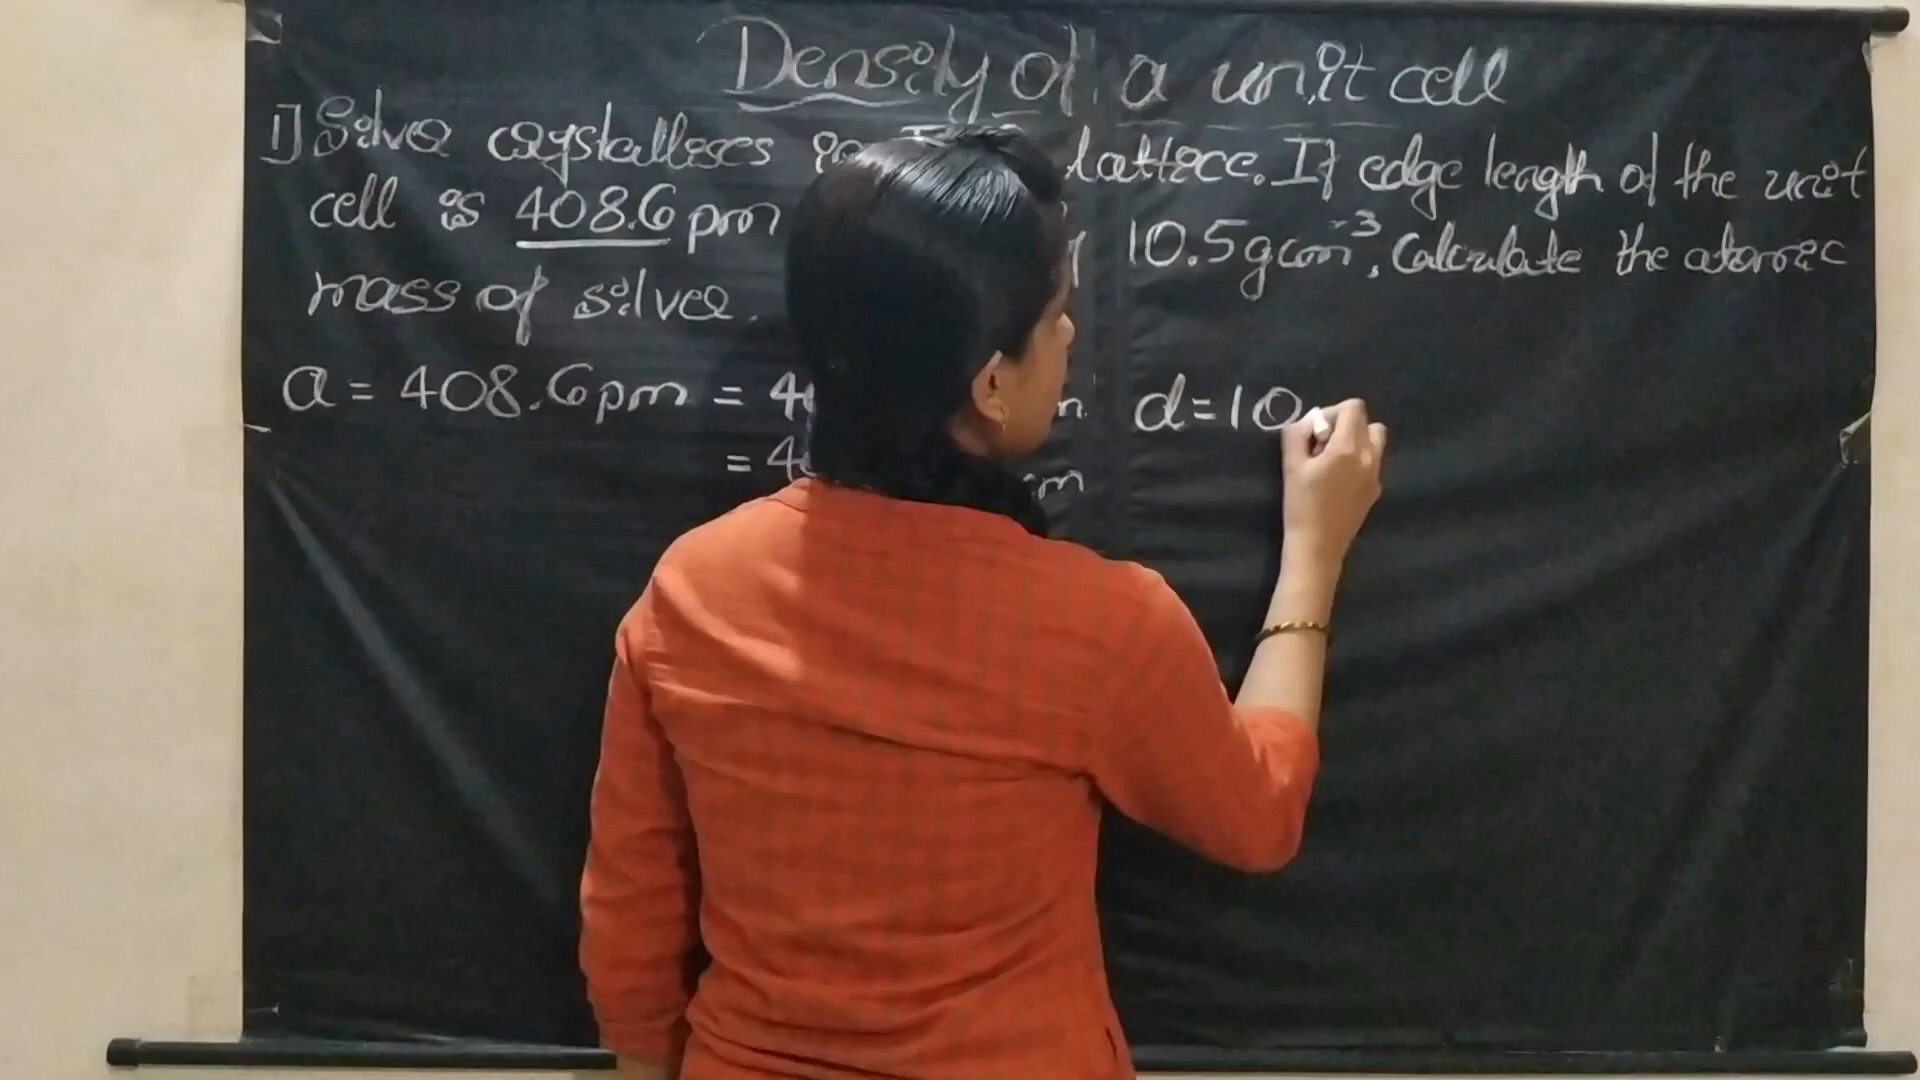 Density of a unit cell
1] Silver crystallises in lattice. If edge length of the unit
cell is 408.6 pm 10.5 g cm⁻³. Calculate the atomic
mass of silver.
a = 408.6 pm = 4 d = 10
= 4 m